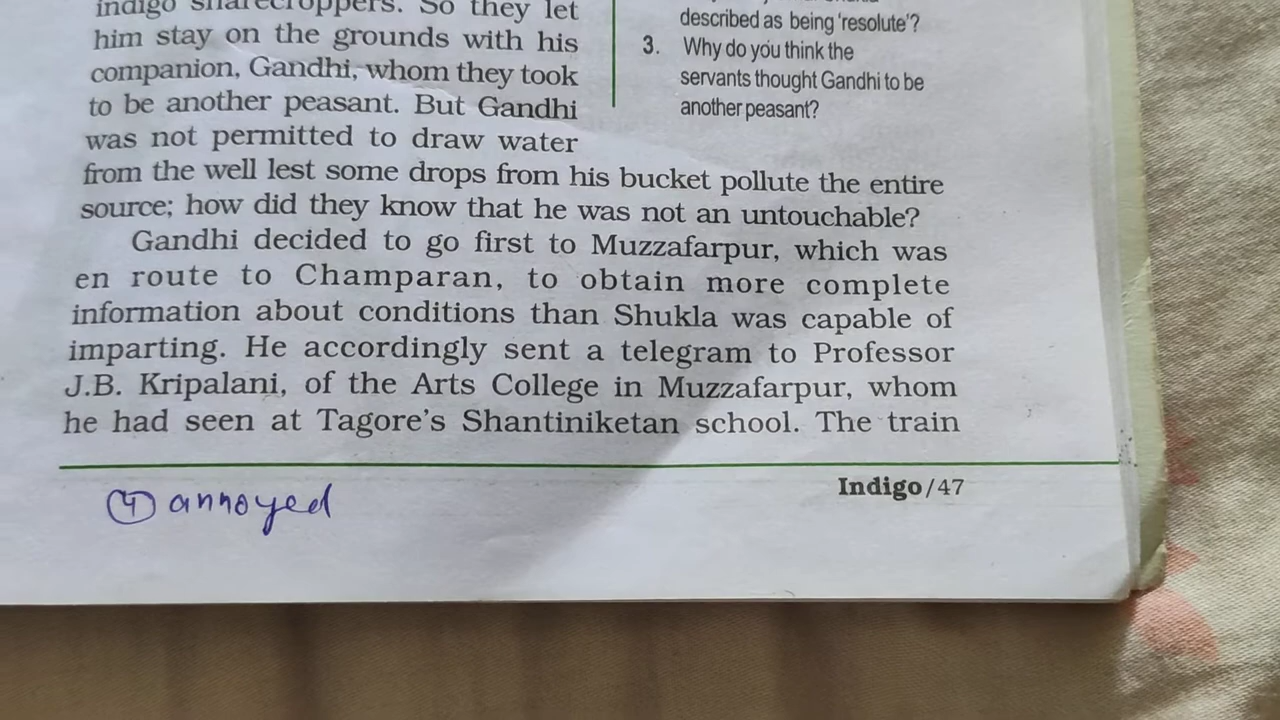 indigo sharecroppers. So they let
him stay on the grounds with his
companion, Gandhi, whom they took
to be another peasant. But Gandhi
was not permitted to draw water
from the well lest some drops from his bucket pollute the entire
source; how did they know that he was not an untouchable?
Gandhi decided to go first to Muzzafarpur, which was
en route to Champaran, to obtain more complete
information about conditions than Shukla was capable of
imparting. He accordingly sent a telegram to Professor
J.B. Kripalani, of the Arts College in Muzzafarpur, whom
he had seen at Tagore's Shantiniketan school. The train
described as being 'resolute'?
3. Why do you think the
servants thought Gandhi to be
another peasant?
Indigo/47
④ annoyed